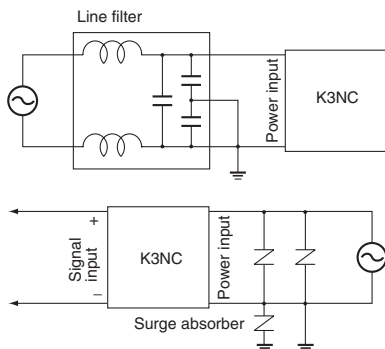 Line filter
Power input
K3NC
+
−
Signal
input
K3NC
Power input
Surge absorber